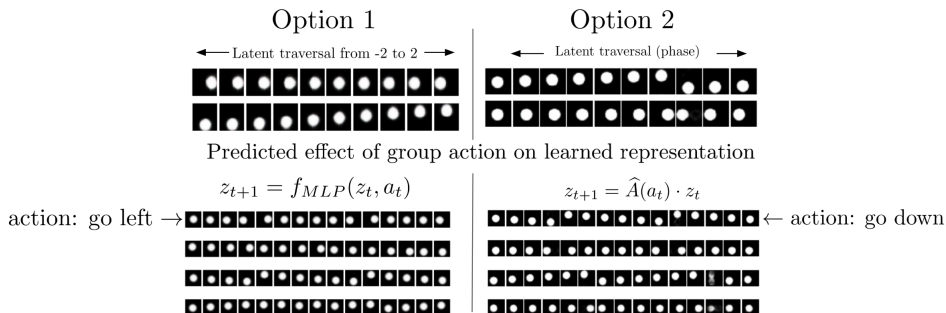 Option 1
Option 2
Latent traversal from -2 to 2
Latent traversal (phase)
Predicted effect of group action on learned representation
z_{t+1} = f_{MLP}(z_t, a_t)
z_{t+1} = \widehat{A}(a_t) · z_t
action: go left →
← action: go down